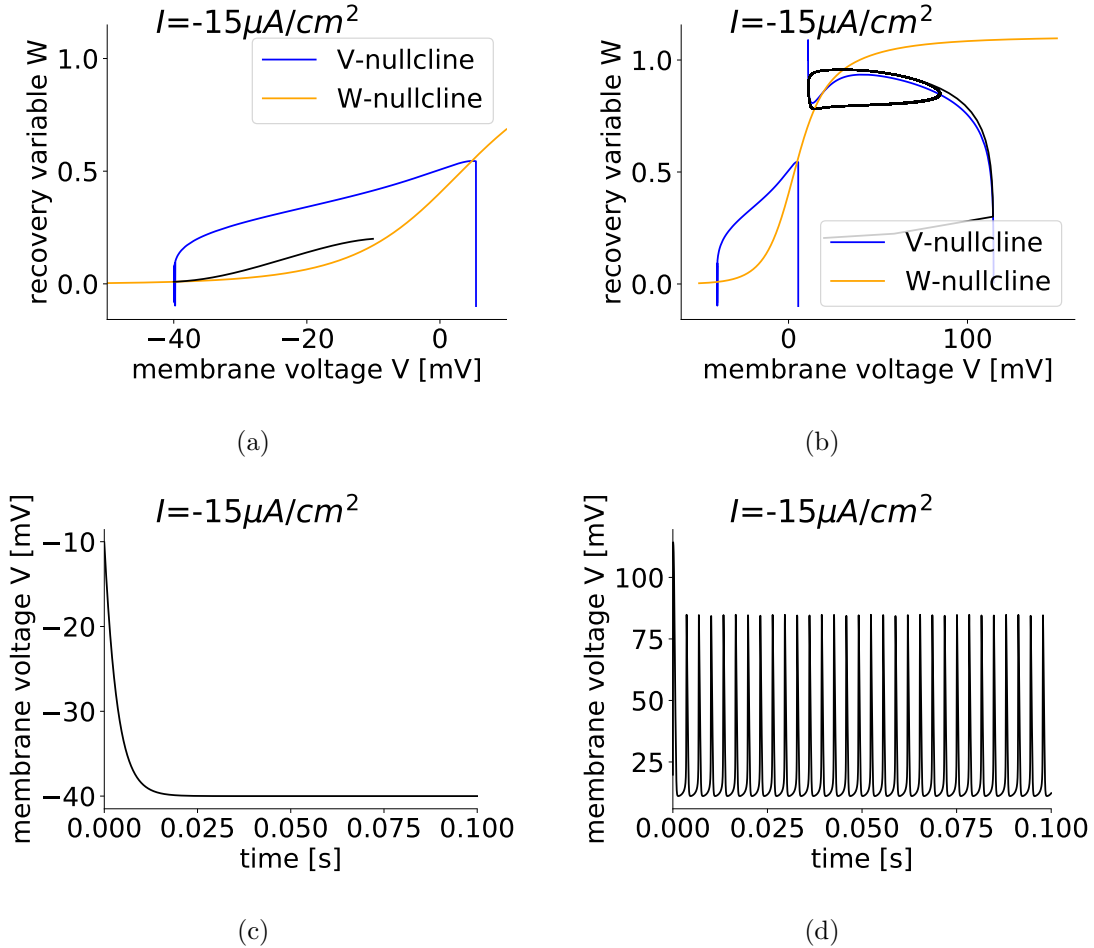 I=-15μA/cm²
recovery variable W
1.0
0.5
0.0
V-nullcline
W-nullcline
−40
−20
0
membrane voltage V [mV]
(a)
I=-15μA/cm²
recovery variable W
1.0
0.5
0.0
V-nullcline
W-nullcline
0
100
membrane voltage V [mV]
(b)
I=-15μA/cm²
membrane voltage V [mV]
−10
−20
−30
−40
0.000
0.025
0.050
0.075
0.100
time [s]
(c)
I=-15μA/cm²
membrane voltage V [mV]
100
75
50
25
0.000
0.025
0.050
0.075
0.100
time [s]
(d)